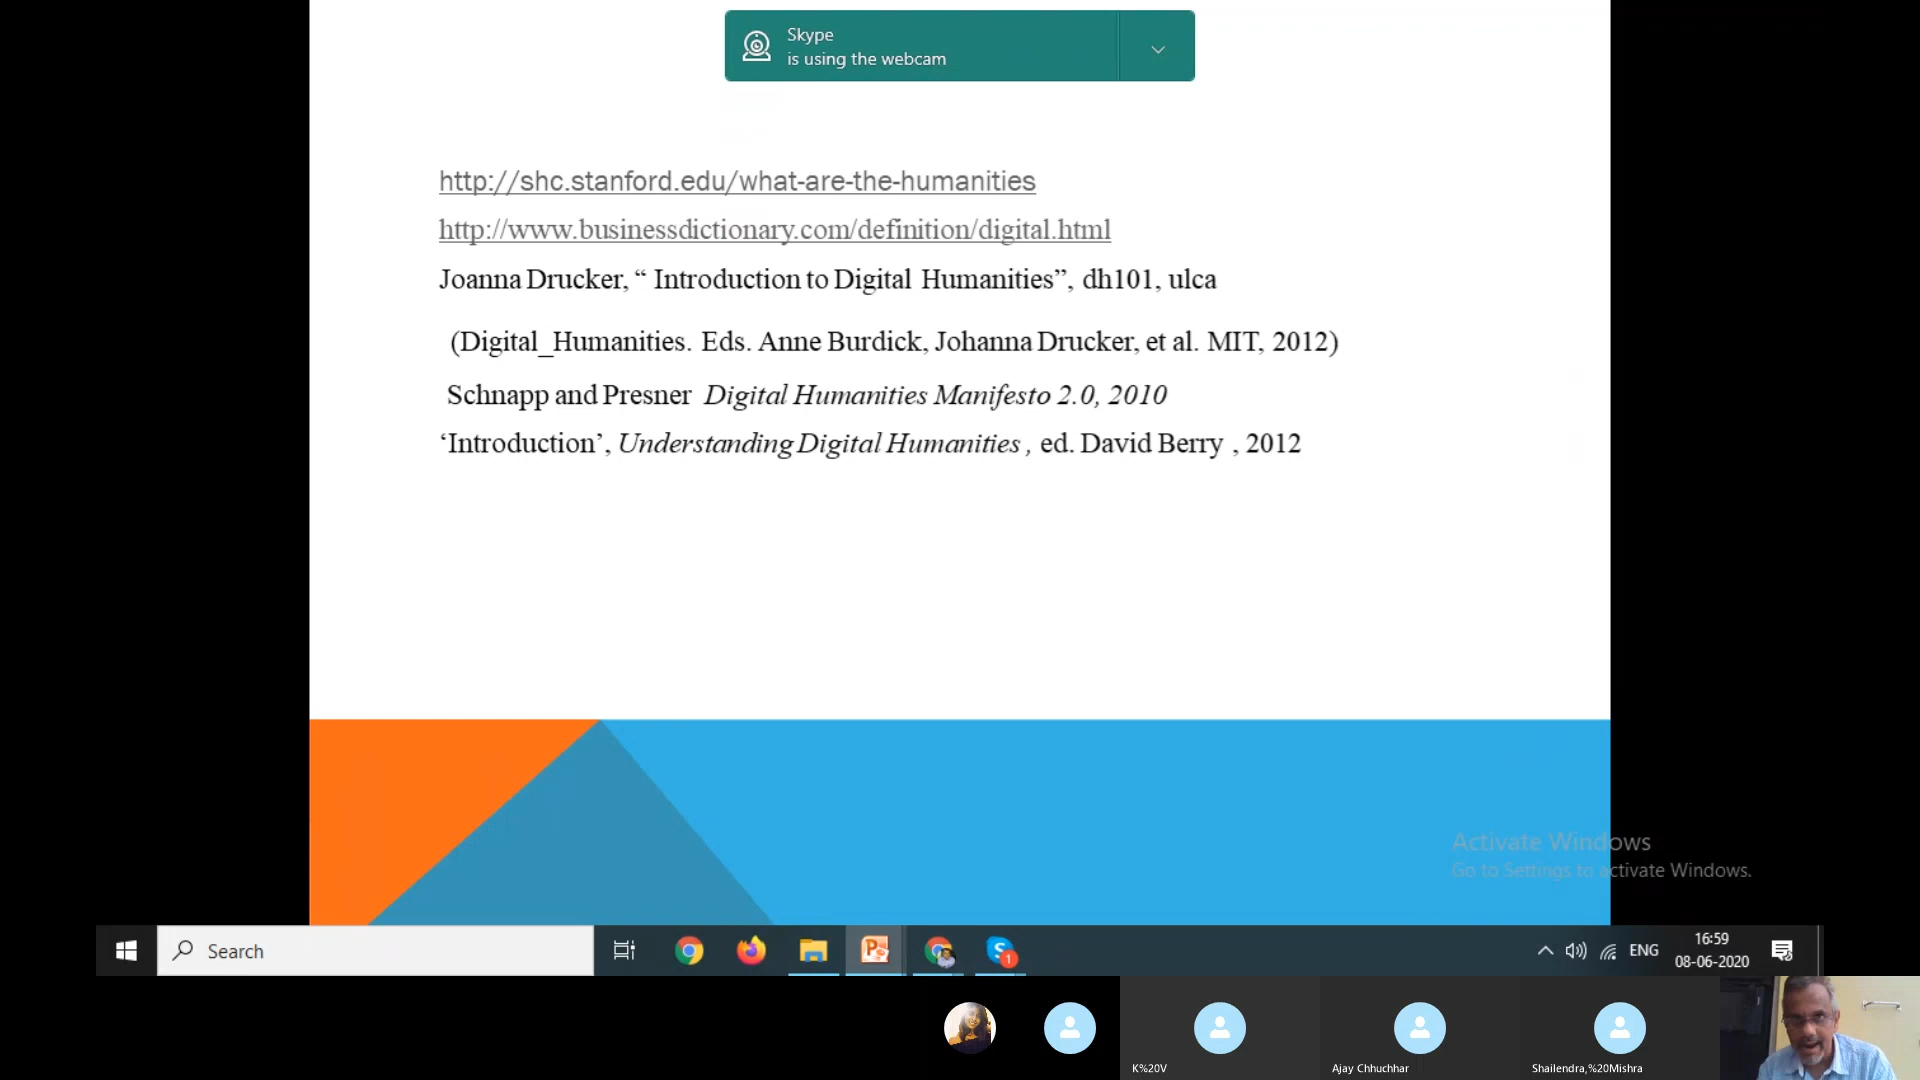 Skype
is using the webcam
http://shc.stanford.edu/what-are-the-humanities
http://www.businessdictionary.com/definition/digital.html
Joanna Drucker, “ Introduction to Digital Humanities”, dh101, ulca
(Digital_Humanities. Eds. Anne Burdick, Johanna Drucker, et al. MIT, 2012)
Schnapp and Presner Digital Humanities Manifesto 2.0, 2010
‘Introduction’, Understanding Digital Humanities , ed. David Berry , 2012
Activate Windows
Go to Settings to activate Windows.
Search
1
ENG
16:59
08-06-2020
K%20V
Ajay Chhuchhar
Shailendra,%20Mishra